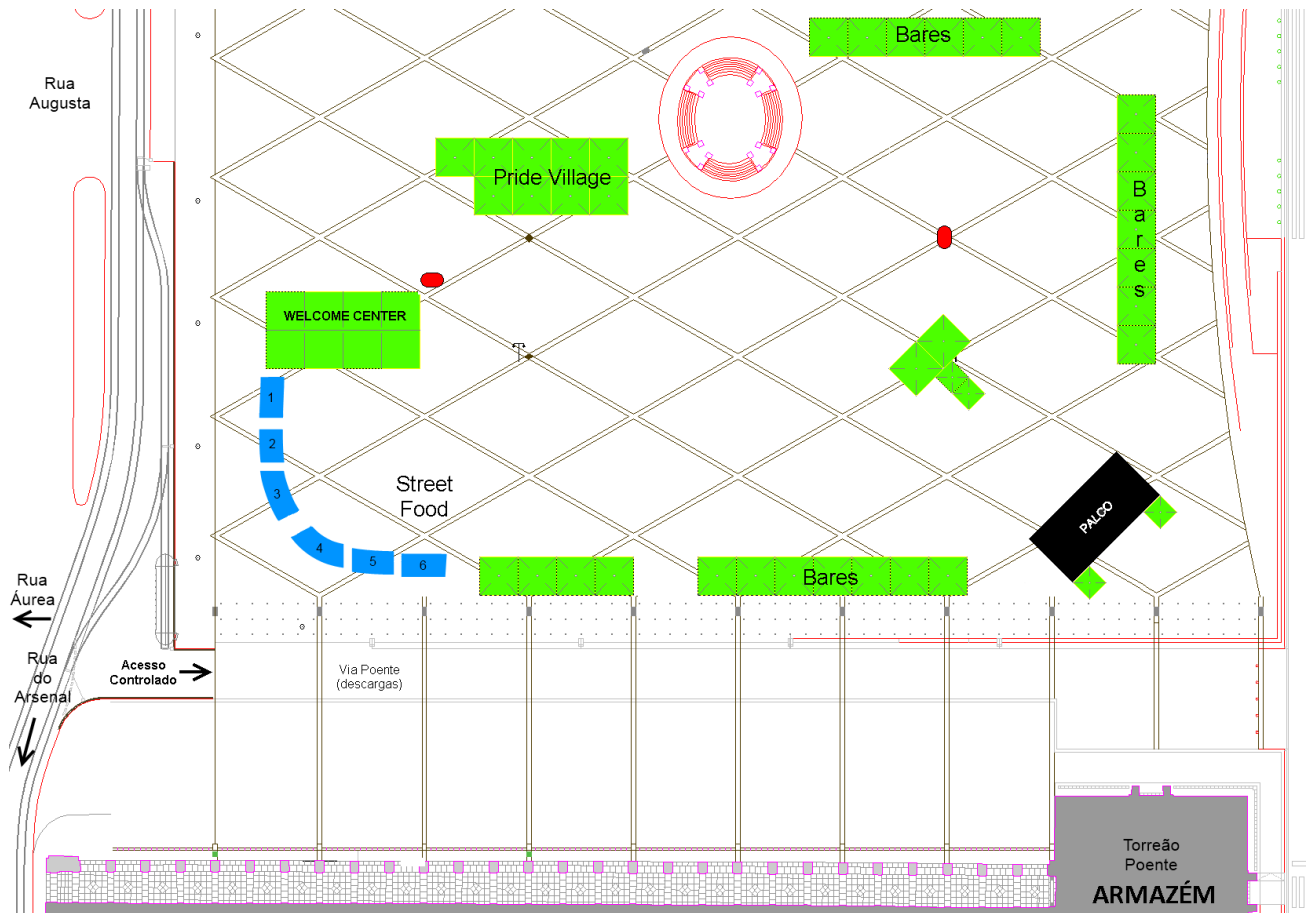 Bares
Rua
Augusta
Pride Village
B
a
r
e
s
WELCOME CENTER
1
2
3
4
5
6
Street
Food
PALCO
Bares
Rua
Áurea
Rua
do
Arsenal
Acesso
Controlado
Via Poente
(descargas)
Torreão
Poente
ARMAZÉM